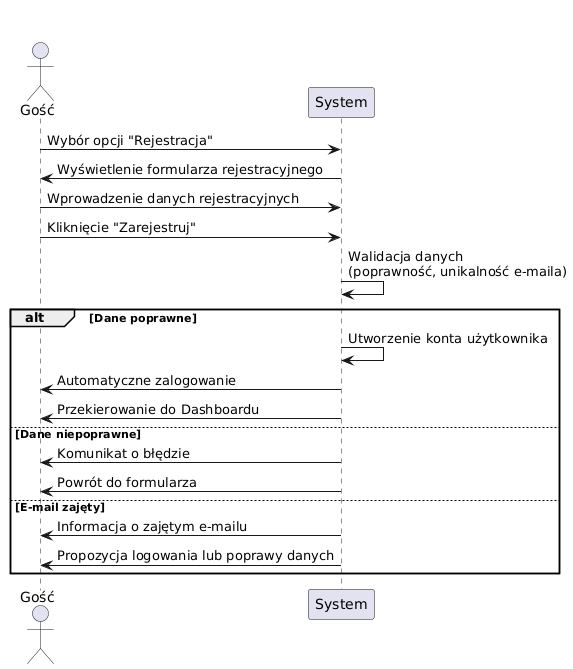 Gość
System
Wybór opcji "Rejestracja"
Wyświetlenie formularza rejestracyjnego
Wprowadzenie danych rejestracyjnych
Kliknięcie "Zarejestruj"
Walidacja danych
(poprawność, unikalność e-maila)
alt [Dane poprawne]
Utworzenie konta użytkownika
Automatyczne zalogowanie
Przekierowanie do Dashboardu
[Dane niepoprawne]
Komunikat o błędzie
Powrót do formularza
[E-mail zajęty]
Informacja o zajętym e-mailu
Propozycja logowania lub poprawy danych
Gość
System